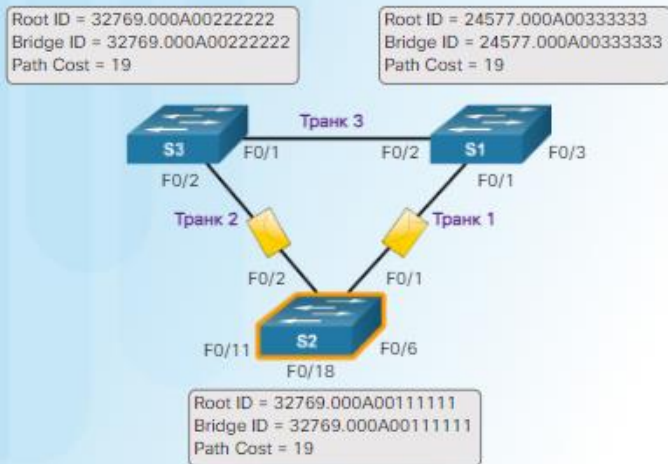 Root ID = 32769.000A00222222
Bridge ID = 32769.000A00222222
Path Cost = 19
Root ID = 24577.000A00333333
Bridge ID = 24577.000A00333333
Path Cost = 19
Транк 3
S3
F0/1
F0/2
S1
F0/3
F0/2
F0/1
Транк 2
Транк 1
F0/2
F0/1
S2
F0/11
F0/6
F0/18
Root ID = 32769.000A00111111
Bridge ID = 32769.000A00111111
Path Cost = 19